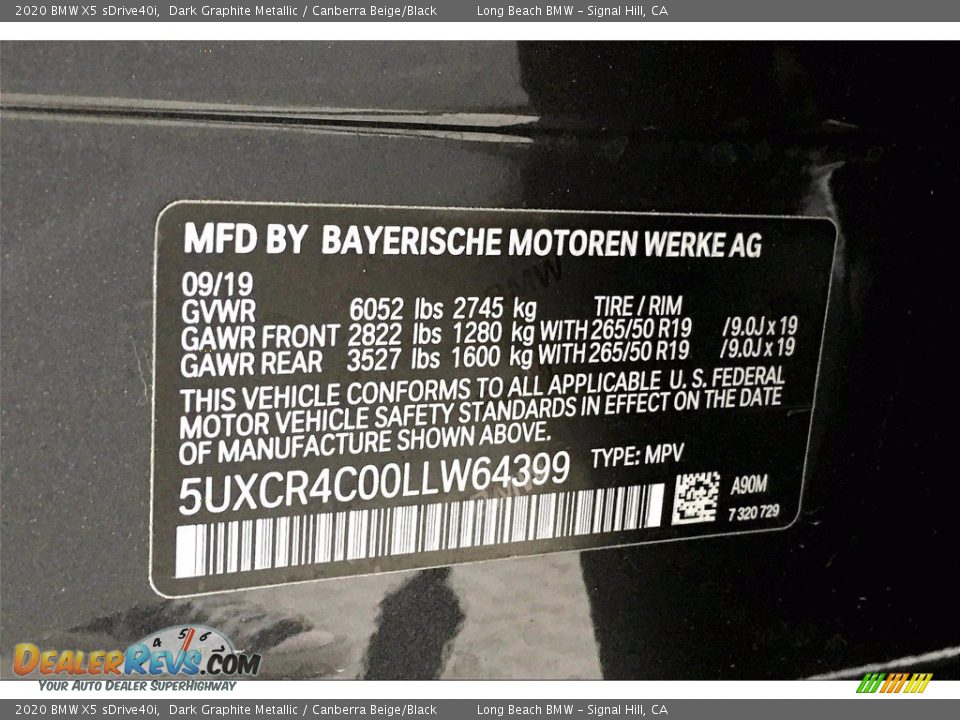 2020 BMW X5 sDrive40i, Dark Graphite Metallic / Canberra Beige/Black Long Beach BMW - Signal Hill, CA
MFD BY BAYERISCHE MOTOREN WERKE AG
09/19
GVWR 6052 lbs 2745 kg TIRE / RIM
GAWR FRONT 2822 lbs 1280 kg WITH 265/50 R19 /9.0J x 19
GAWR REAR 3527 lbs 1600 kg WITH 265/50 R19 /9.0J x 19
THIS VEHICLE CONFORMS TO ALL APPLICABLE U. S. FEDERAL
MOTOR VEHICLE SAFETY STANDARDS IN EFFECT ON THE DATE
OF MANUFACTURE SHOWN ABOVE.
5UXCR4C00LLW64399 TYPE: MPV
A90M
7 320 729
4 5 6
DEALERREVS.COM
YOUR AUTO DEALER SUPERHIGHWAY
2020 BMW X5 sDrive40i, Dark Graphite Metallic / Canberra Beige/Black Long Beach BMW - Signal Hill, CA